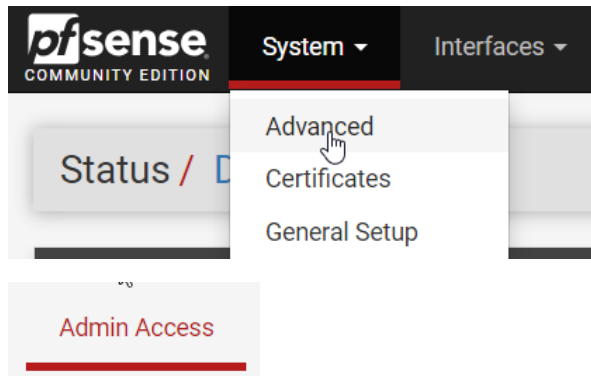 pfsense System Interfaces
COMMUNITY EDITION
Advanced
Status / D
Certificates
General Setup
Admin Access